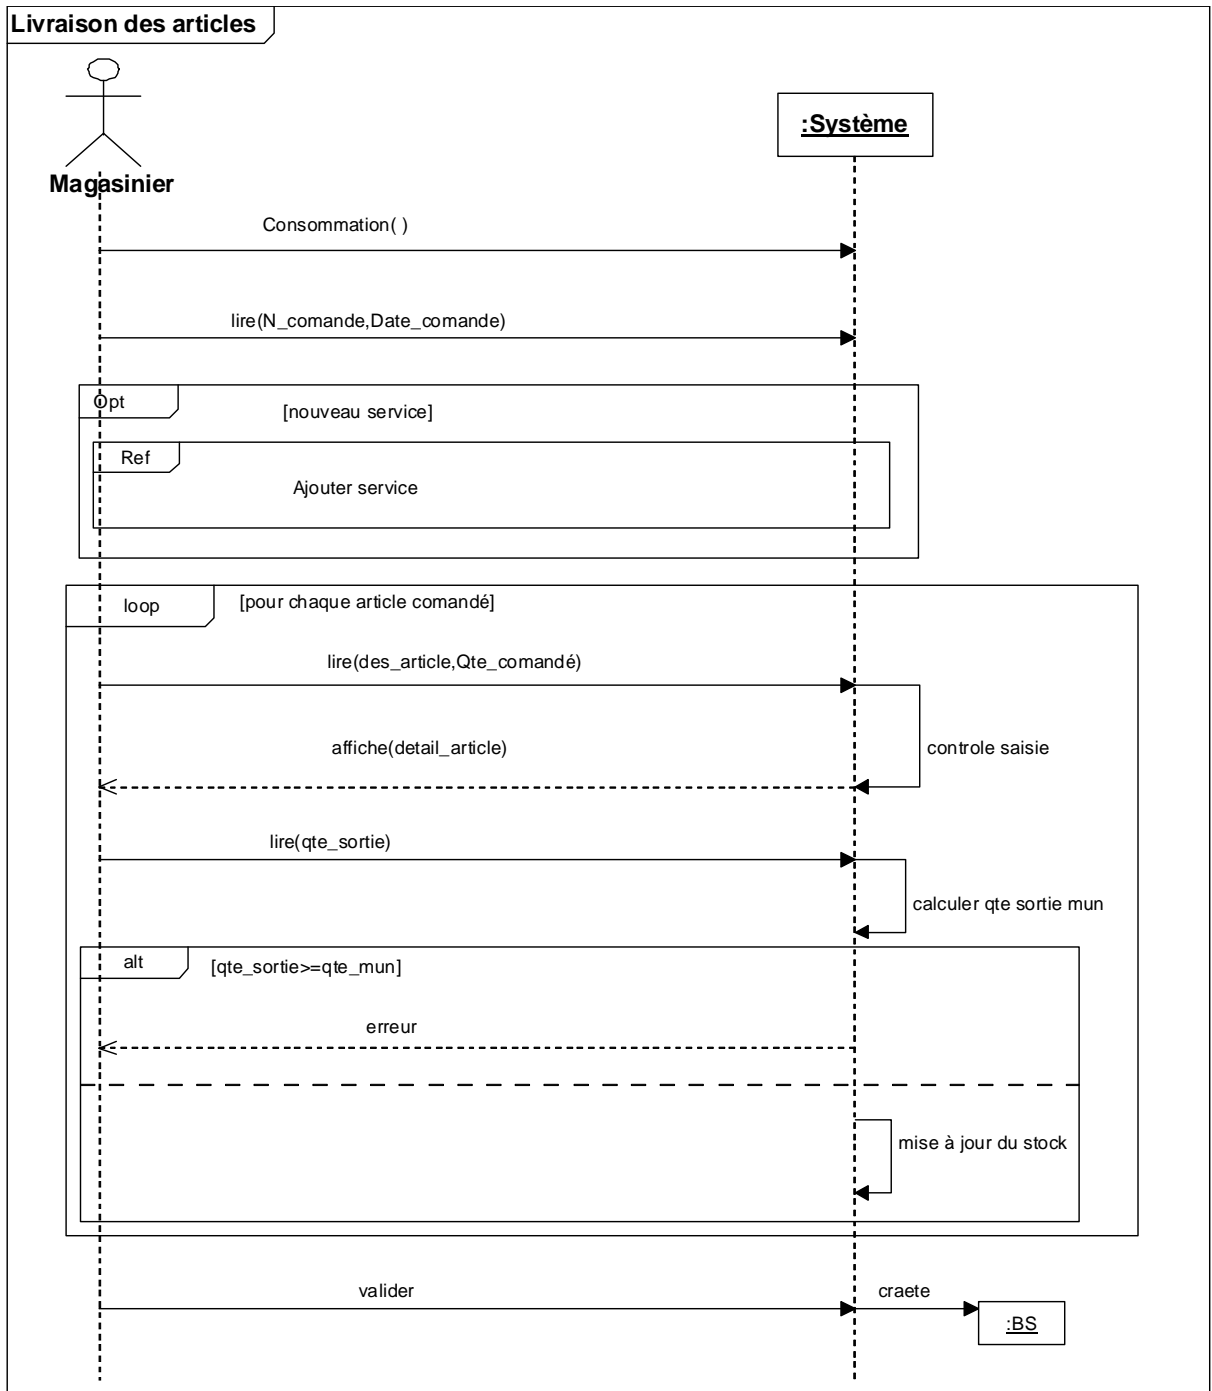 Livraison des articles
:Système
Magasinier
Consommation( )
lire(N_comande,Date_comande)
Opt
[nouveau service]
Ref
Ajouter service
loop
[pour chaque article comandé]
lire(des_article,Qte_comandé)
affiche(detail_article)
controle saisie
lire(qte_sortie)
calculer qte sortie mun
alt
[qte_sortie>=qte_mun]
erreur
mise à jour du stock
valider
craete
:BS